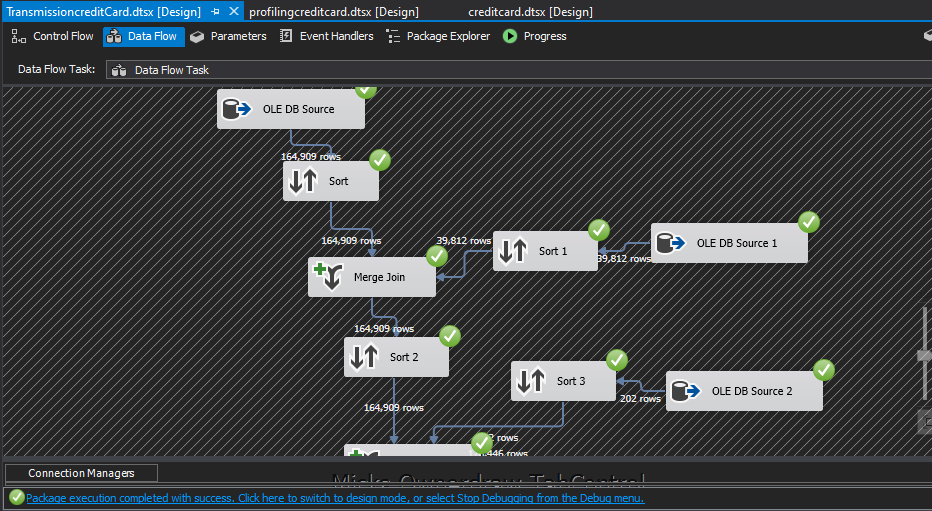 TransmissioncreditCard.dtsx [Design] profilingcreditcard.dtsx [Design] creditcard.dtsx [Design]
Control Flow Data Flow Parameters Event Handlers Package Explorer Progress
Data Flow Task: Data Flow Task
OLE DB Source
164,909 rows
Sort
164,909 rows
39,812 rows
Sort 1
39,812 rows
OLE DB Source 1
Merge Join
164,909 rows
Sort 2
Sort 3
202 rows
OLE DB Source 2
164,909 rows
2 rows
446 rows
Connection Managers
Package execution completed with success. Click here to switch to design mode, or select Stop Debugging from the Debug menu.